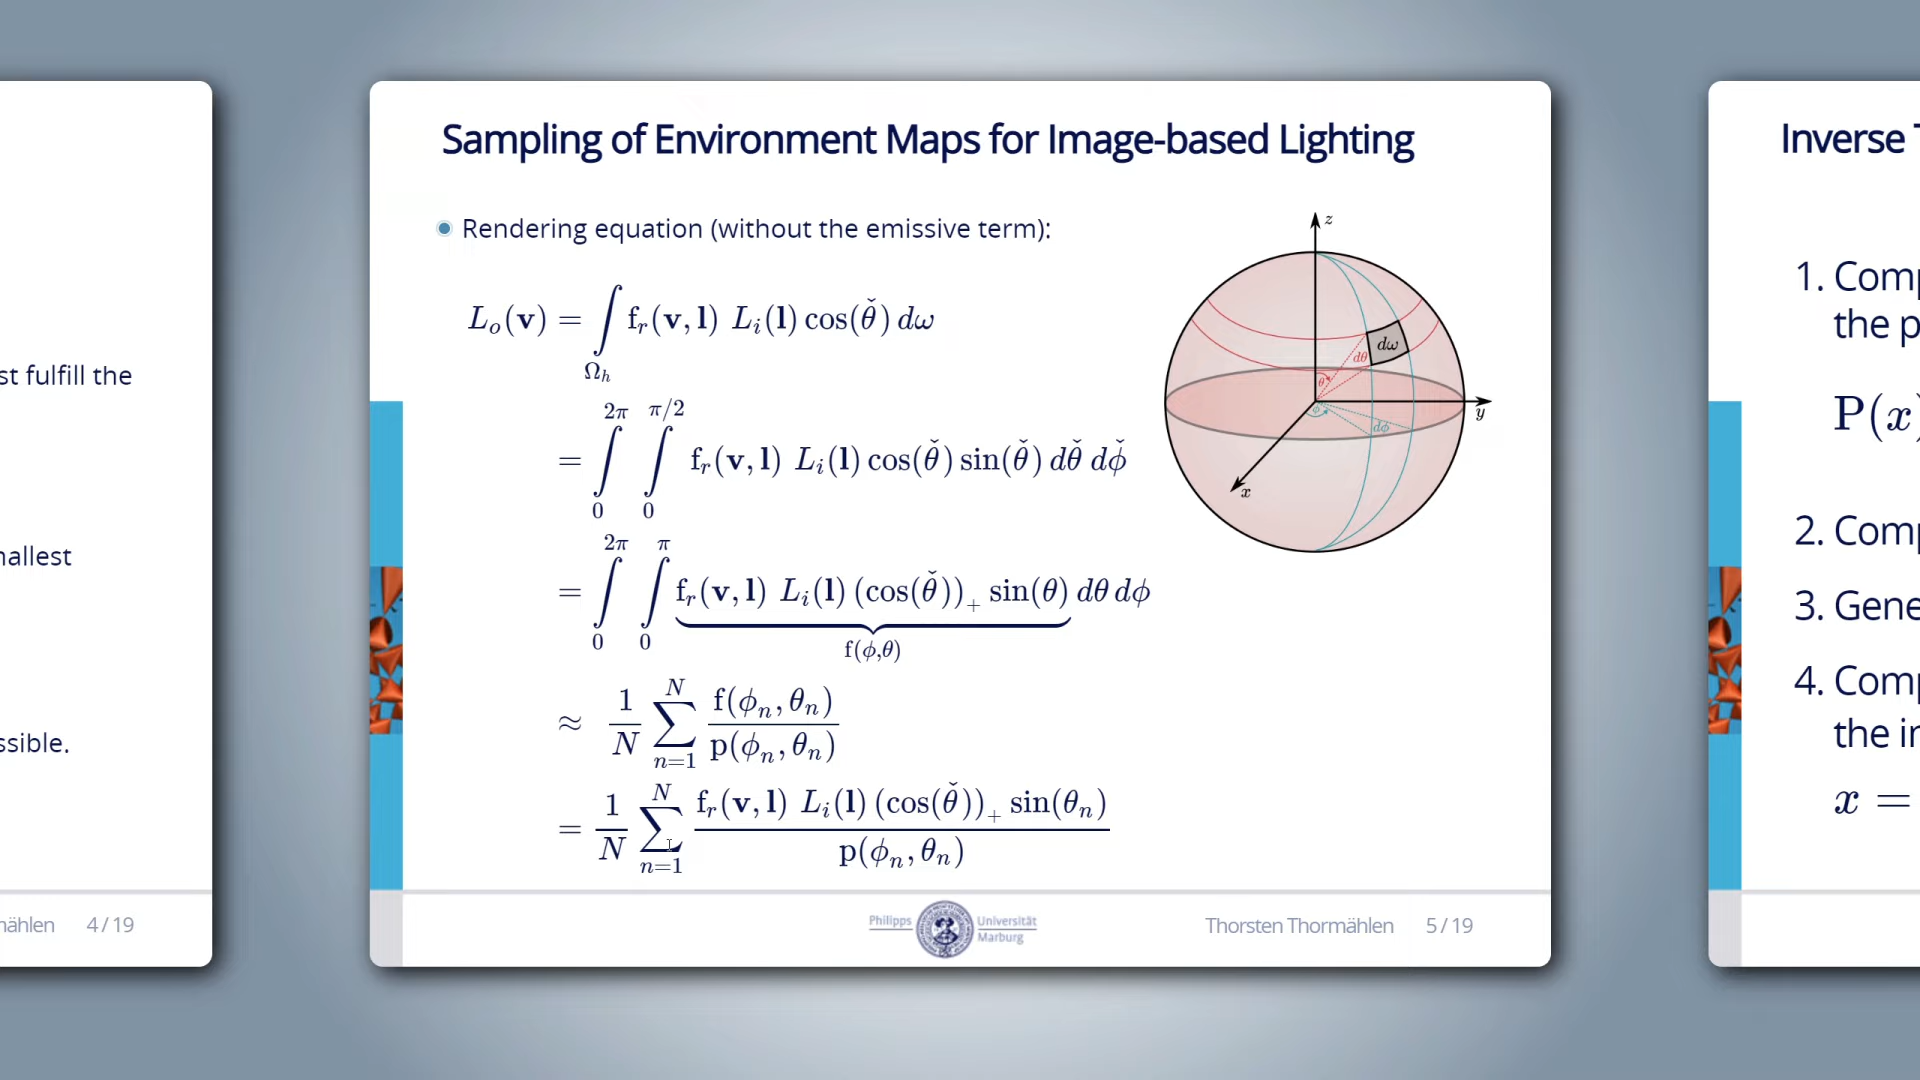 st fulfill the
nallest
ssible.
mählen 4 / 19
Sampling of Environment Maps for Image-based Lighting
Rendering equation (without the emissive term):
L_o(v) = ∫_{Ω_h} f_r(v, l) L_i(l) cos(θ̌) dω
= ∫_0^{2π} ∫_0^{π/2} f_r(v, l) L_i(l) cos(θ̌) sin(θ̌) dθ̌ dϕ̌
= ∫_0^{2π} ∫_0^{π} f_r(v, l) L_i(l) (cos(θ̌))_+ sin(θ) dθ dϕ
f(ϕ,θ)
≈ 1/N ∑_{n=1}^{N} f(ϕ_n, θ_n) / p(ϕ_n, θ_n)
= 1/N ∑_{n=1}^{N} f_r(v, l) L_i(l) (cos(θ̌))_+ sin(θ_n) / p(ϕ_n, θ_n)
z
dω
dθ
θ
ϕ
dϕ
y
x
Philipps Universität
Marburg
Thorsten Thormählen 5 / 19
Inverse
1. Comp
the p
P(x)
2. Comp
3. Gene
4. Comp
the in
x =